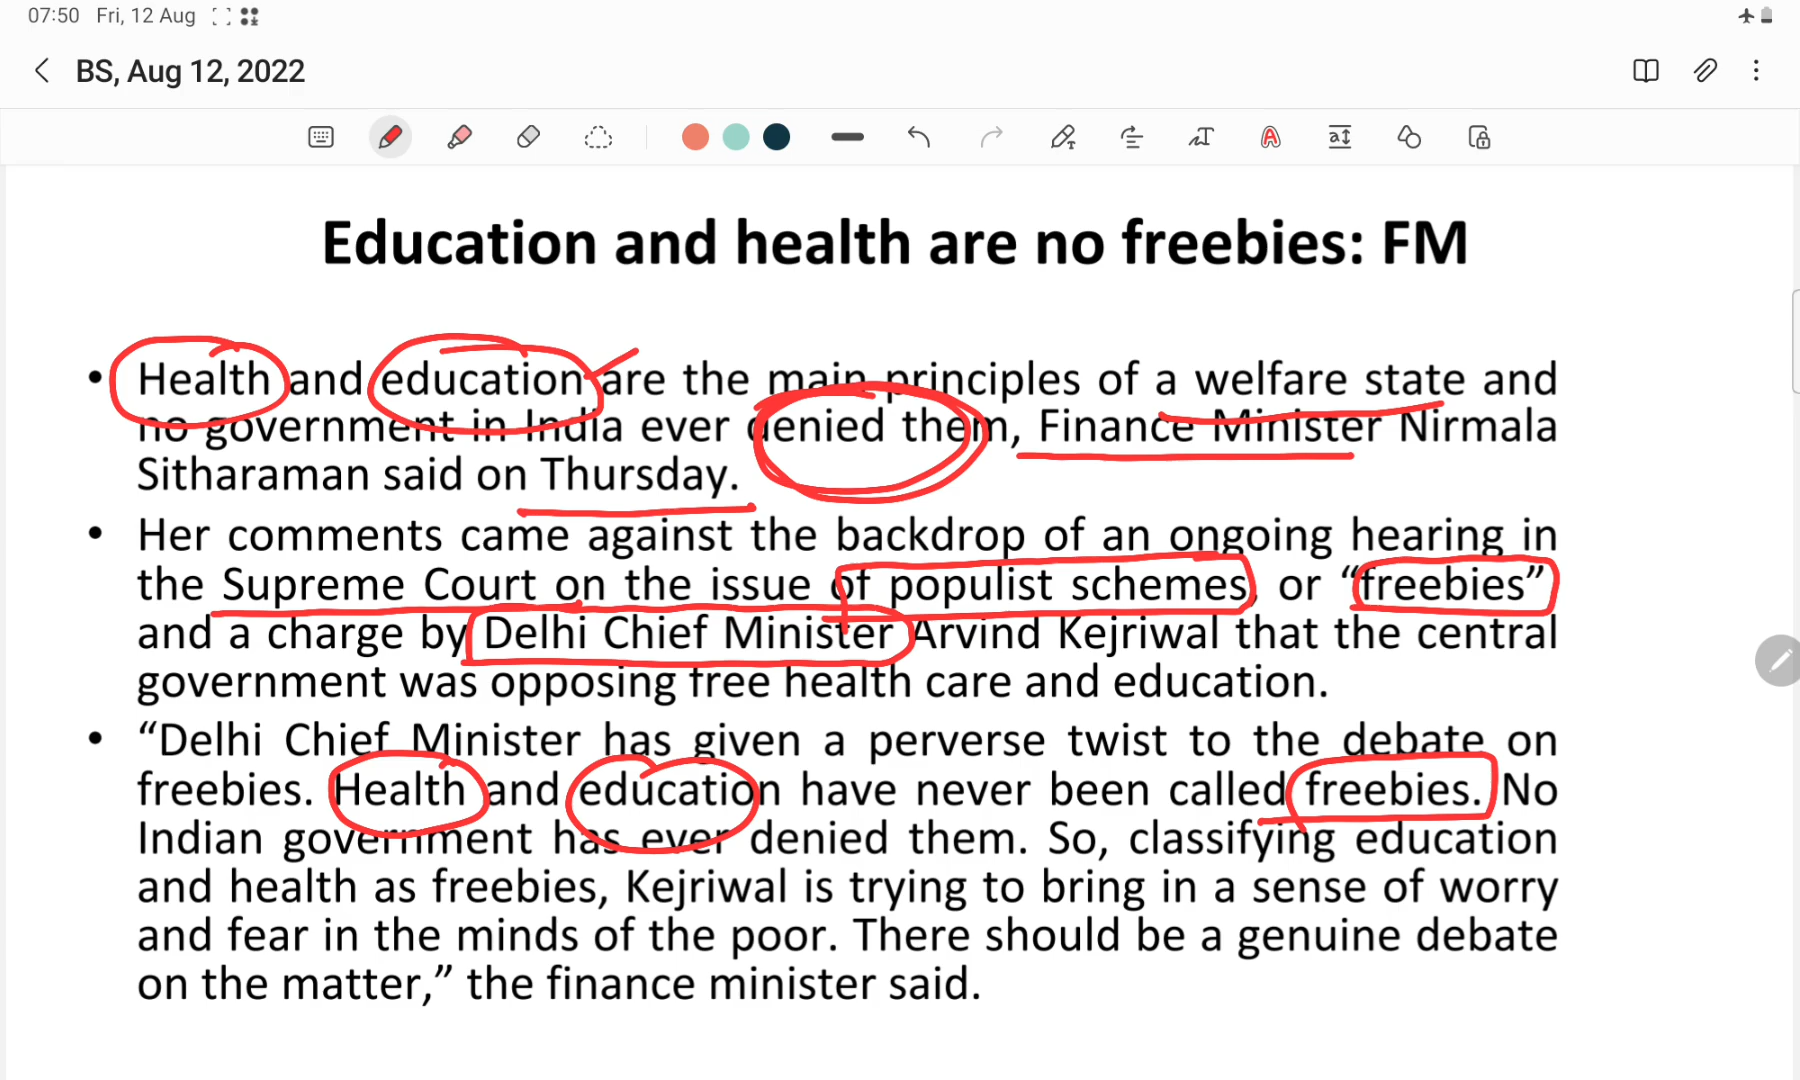 07:50 Fri, 12 Aug
BS, Aug 12, 2022
Education and health are no freebies: FM
• Health and education are the main principles of a welfare state and
no government in India ever denied them, Finance Minister Nirmala
Sitharaman said on Thursday.
• Her comments came against the backdrop of an ongoing hearing in
the Supreme Court on the issue of populist schemes, or “freebies”
and a charge by Delhi Chief Minister Arvind Kejriwal that the central
government was opposing free health care and education.
• “Delhi Chief Minister has given a perverse twist to the debate on
freebies. Health and education have never been called freebies. No
Indian government has ever denied them. So, classifying education
and health as freebies, Kejriwal is trying to bring in a sense of worry
and fear in the minds of the poor. There should be a genuine debate
on the matter,” the finance minister said.